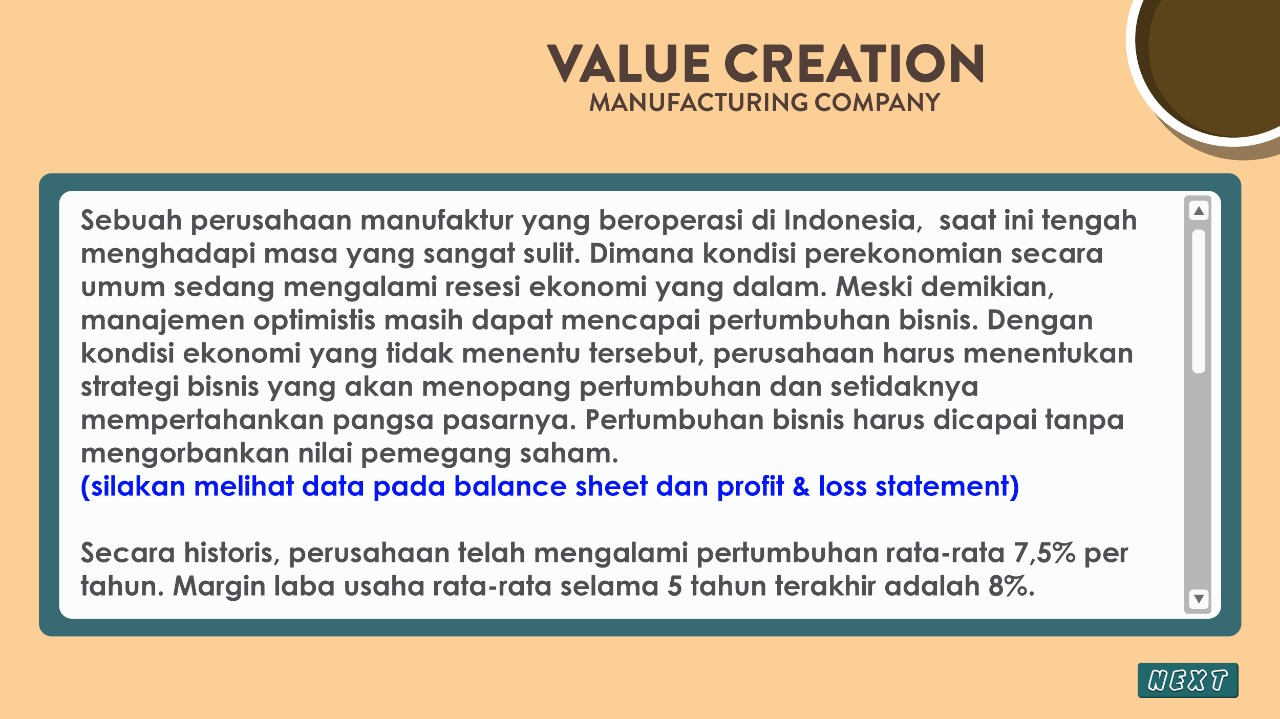 VALUE CREATION
MANUFACTURING COMPANY
Sebuah perusahaan manufaktur yang beroperasi di Indonesia,  saat ini tengah
menghadapi masa yang sangat sulit. Dimana kondisi perekonomian secara
umum sedang mengalami resesi ekonomi yang dalam. Meski demikian,
manajemen optimistis masih dapat mencapai pertumbuhan bisnis. Dengan
kondisi ekonomi yang tidak menentu tersebut, perusahaan harus menentukan
strategi bisnis yang akan menopang pertumbuhan dan setidaknya
mempertahankan pangsa pasarnya. Pertumbuhan bisnis harus dicapai tanpa
mengorbankan nilai pemegang saham.
(silakan melihat data pada balance sheet dan profit & loss statement)
Secara historis, perusahaan telah mengalami pertumbuhan rata-rata 7,5% per
tahun. Margin laba usaha rata-rata selama 5 tahun terakhir adalah 8%.
NEXT